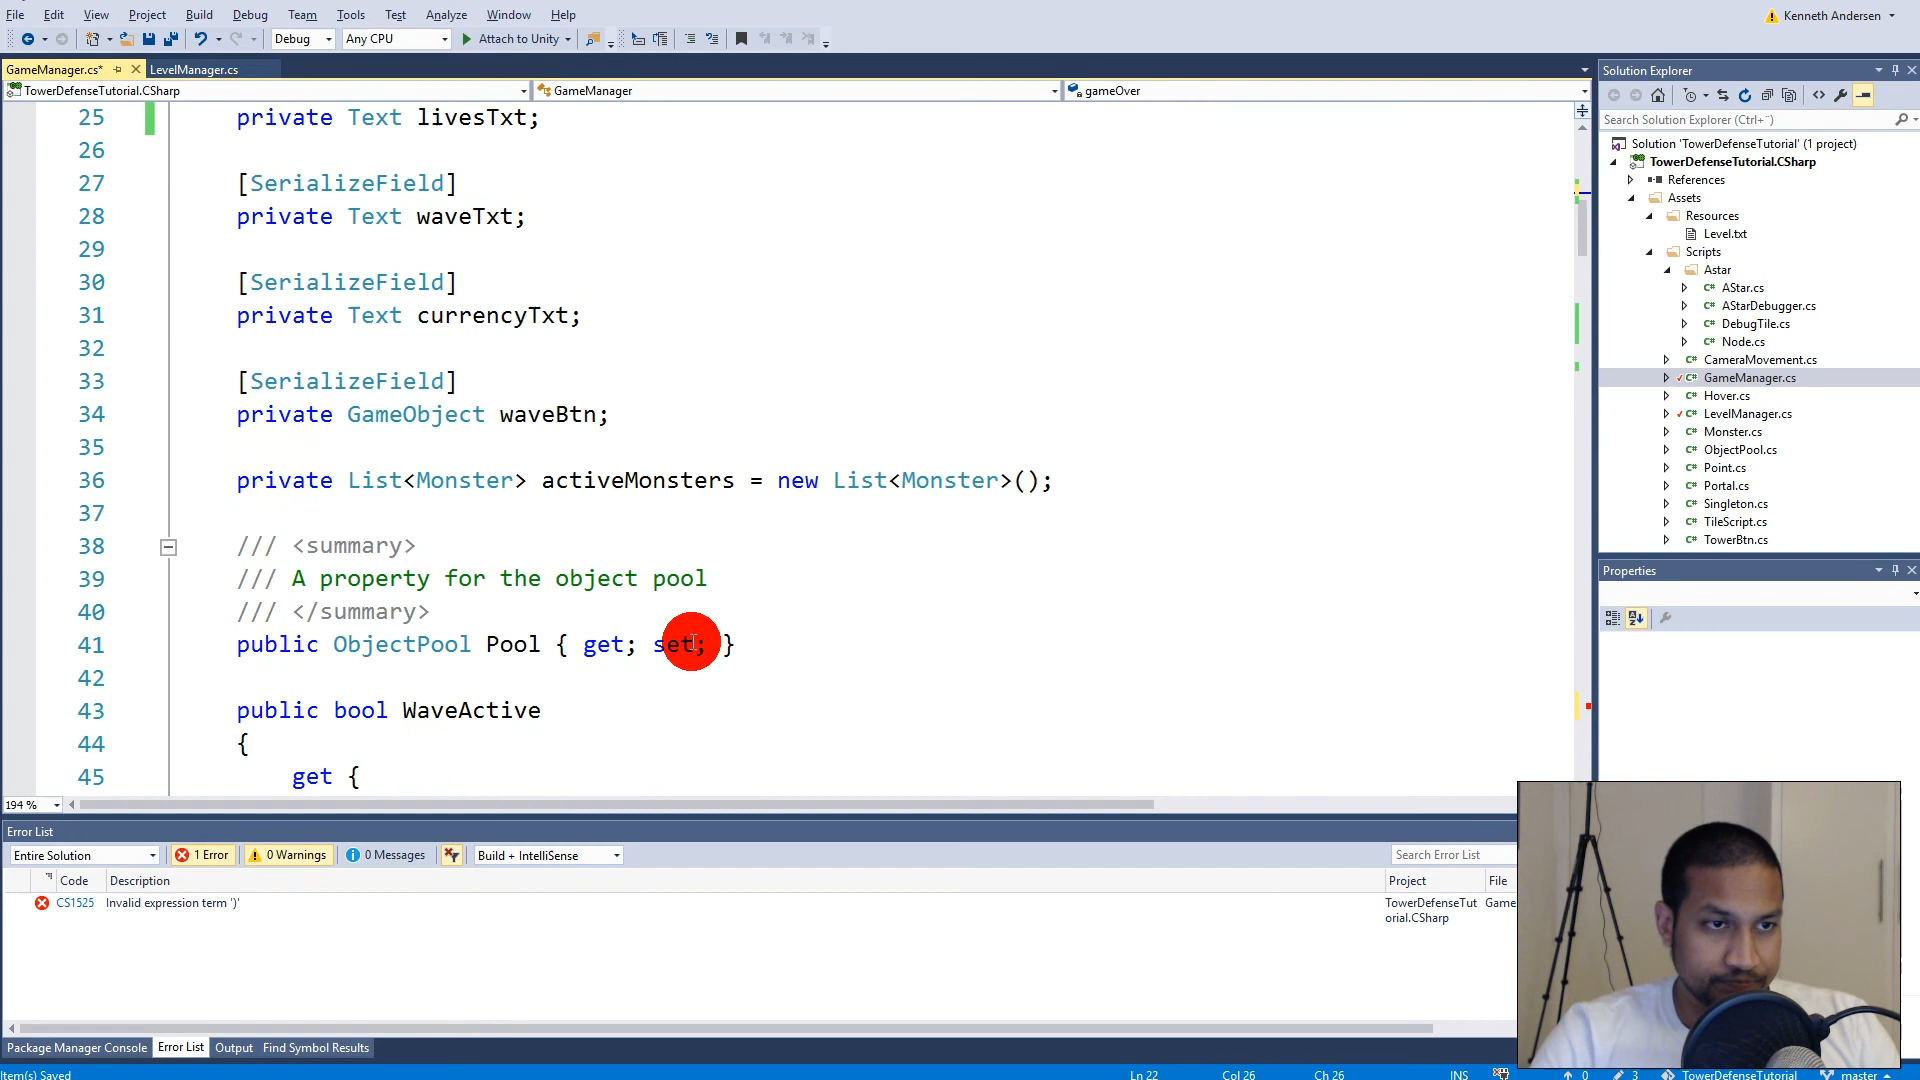 File Edit View Project Build Debug Team Tools Test Analyze Window Help
Kenneth Andersen
Debug Any CPU Attach to Unity
GameManager.cs* LevelManager.cs
TowerDefenseTutorial.CSharp GameManager gameOver
25 private Text livesTxt;
26
27 [SerializeField]
28 private Text waveTxt;
29
30 [SerializeField]
31 private Text currencyTxt;
32
33 [SerializeField]
34 private GameObject waveBtn;
35
36 private List<Monster> activeMonsters = new List<Monster>();
37
38 /// <summary>
39 /// A property for the object pool
40 /// </summary>
41 public ObjectPool Pool { get; set; }
42
43 public bool WaveActive
44 {
45 get {
194 %
Error List
Entire Solution 1 Error 0 Warnings 0 Messages Build + IntelliSense Search Error List
Code Description Project File
CS1525 Invalid expression term ')' TowerDefenseTut Game
orial.CSharp
Package Manager Console Error List Output Find Symbol Results
Item(s) Saved Ln 22 Col 26 Ch 26 INS 0 3 TowerDefenseTutorial master
Solution Explorer
Search Solution Explorer (Ctrl+¨)
Solution 'TowerDefenseTutorial' (1 project)
TowerDefenseTutorial.CSharp
References
Assets
Resources
Level.txt
Scripts
Astar
C# AStar.cs
C# AStarDebugger.cs
C# DebugTile.cs
C# Node.cs
C# CameraMovement.cs
C# GameManager.cs
C# Hover.cs
C# LevelManager.cs
C# Monster.cs
C# ObjectPool.cs
C# Point.cs
C# Portal.cs
C# Singleton.cs
C# TileScript.cs
C# TowerBtn.cs
Properties